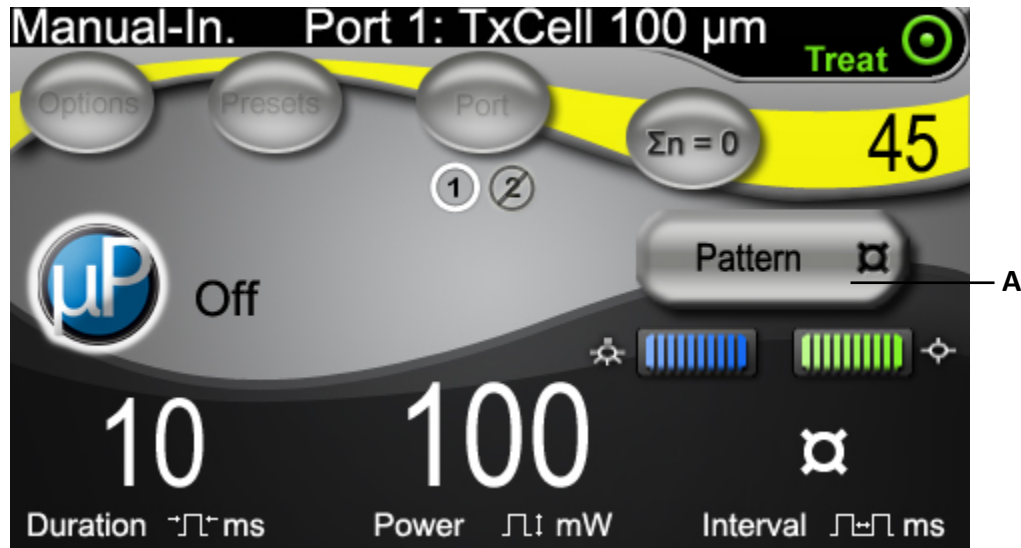 Manual-In. Port 1: TxCell 100 µm
Treat
Options Presets Port
Σn = 0 45
1 2
Pattern ¤
A
µP Off
10 100 ¤
Duration ms Power mW Interval ms